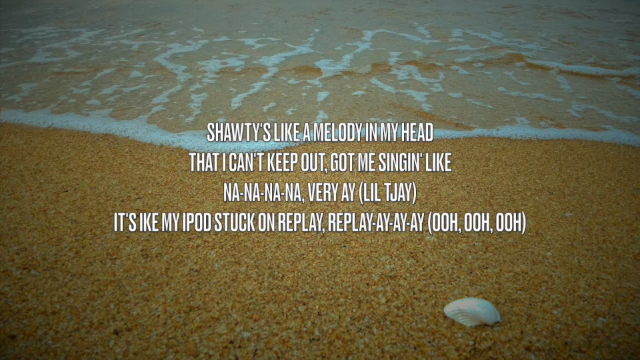 SHAWTY'S LIKE A MELODY IN MY HEAD
THAT I CAN'T KEEP OUT, GOT ME SINGIN' LIKE
NA-NA-NA-NA, VERY AY (LIL TJAY)
IT'S IKE MY IPOD STUCK ON REPLAY, REPLAY-AY-AY-AY (OOH, OOH, OOH)